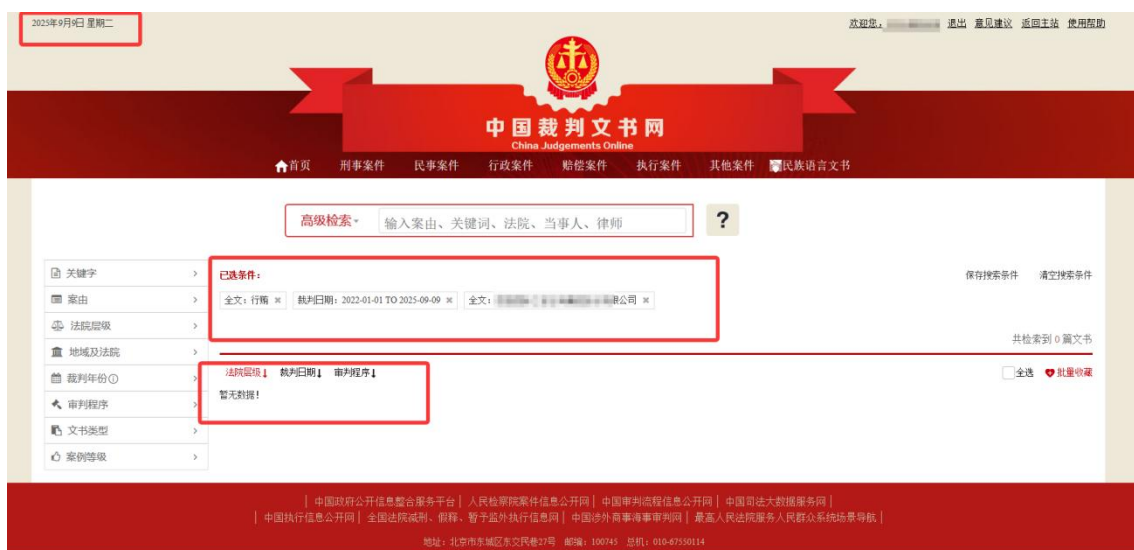 2025年9月9日 星期二
欢迎您， 退出 意见建议 返回主站 使用帮助
中国裁判文书网
China Judgements Online
首页 刑事案件 民事案件 行政案件 赔偿案件 执行案件 其他案件 民族语言文书
高级检索 输入案由、关键词、法院、当事人、律师 ?
关键字
案由
法院层级
地域及法院
裁判年份
审判程序
文书类型
案例等级
已选条件：
保存搜索条件 清空搜索条件
全文：行贿 × 裁判日期：2022-01-01 TO 2025-09-09 × 全文： 限公司 ×
共检索到 0 篇文书
法院层级↓ 裁判日期↓ 审判程序↓
全选 批量收藏
暂无数据！
| 中国政府公开信息整合服务平台 | 人民检察院案件信息公开网 | 中国审判流程信息公开网 | 中国司法大数据服务网 |
| 中国执行信息公开网 | 全国法院减刑、假释、暂予监外执行信息网 | 中国涉外商事海事审判网 | 最高人民法院服务人民群众系统场景导航 |
地址：北京市东城区东交民巷27号 邮编：100745 总机：010-67550114